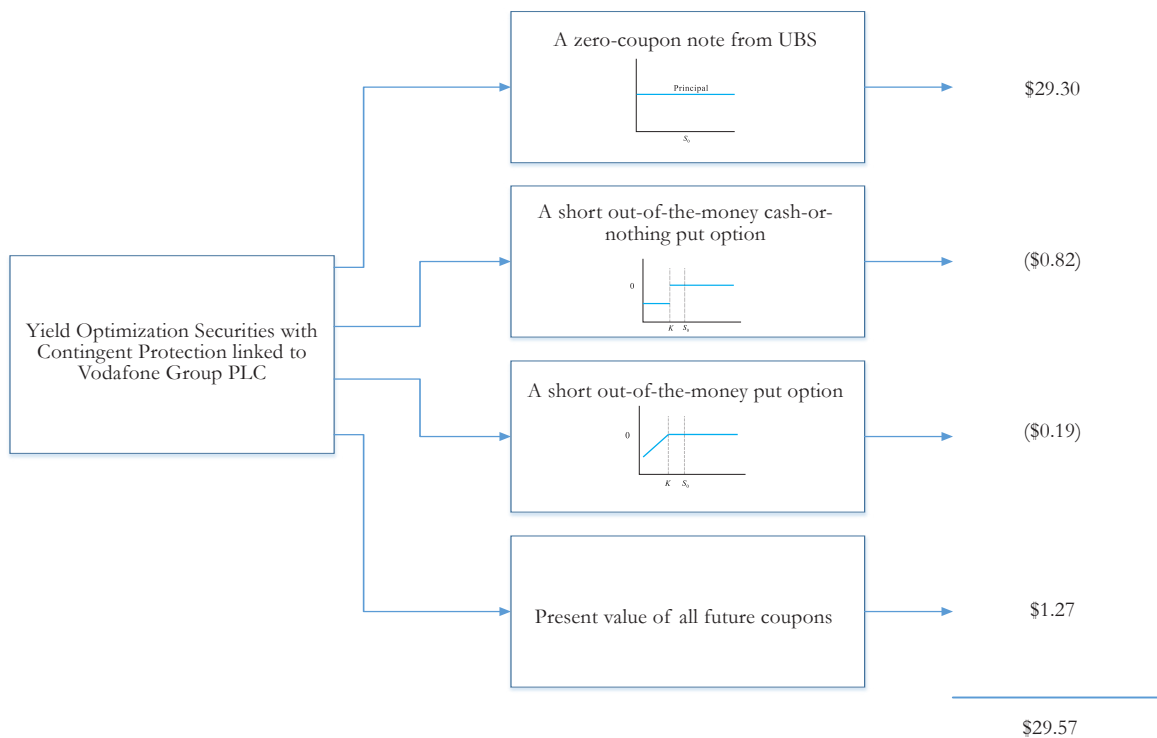 A zero-coupon note from UBS
Principal
S₀
$29.30
A short out-of-the-money cash-or-
nothing put option
0
K
S₀
($0.82)
Yield Optimization Securities with
Contingent Protection linked to
Vodafone Group PLC
A short out-of-the-money put option
0
K
S₀
($0.19)
Present value of all future coupons
$1.27
$29.57